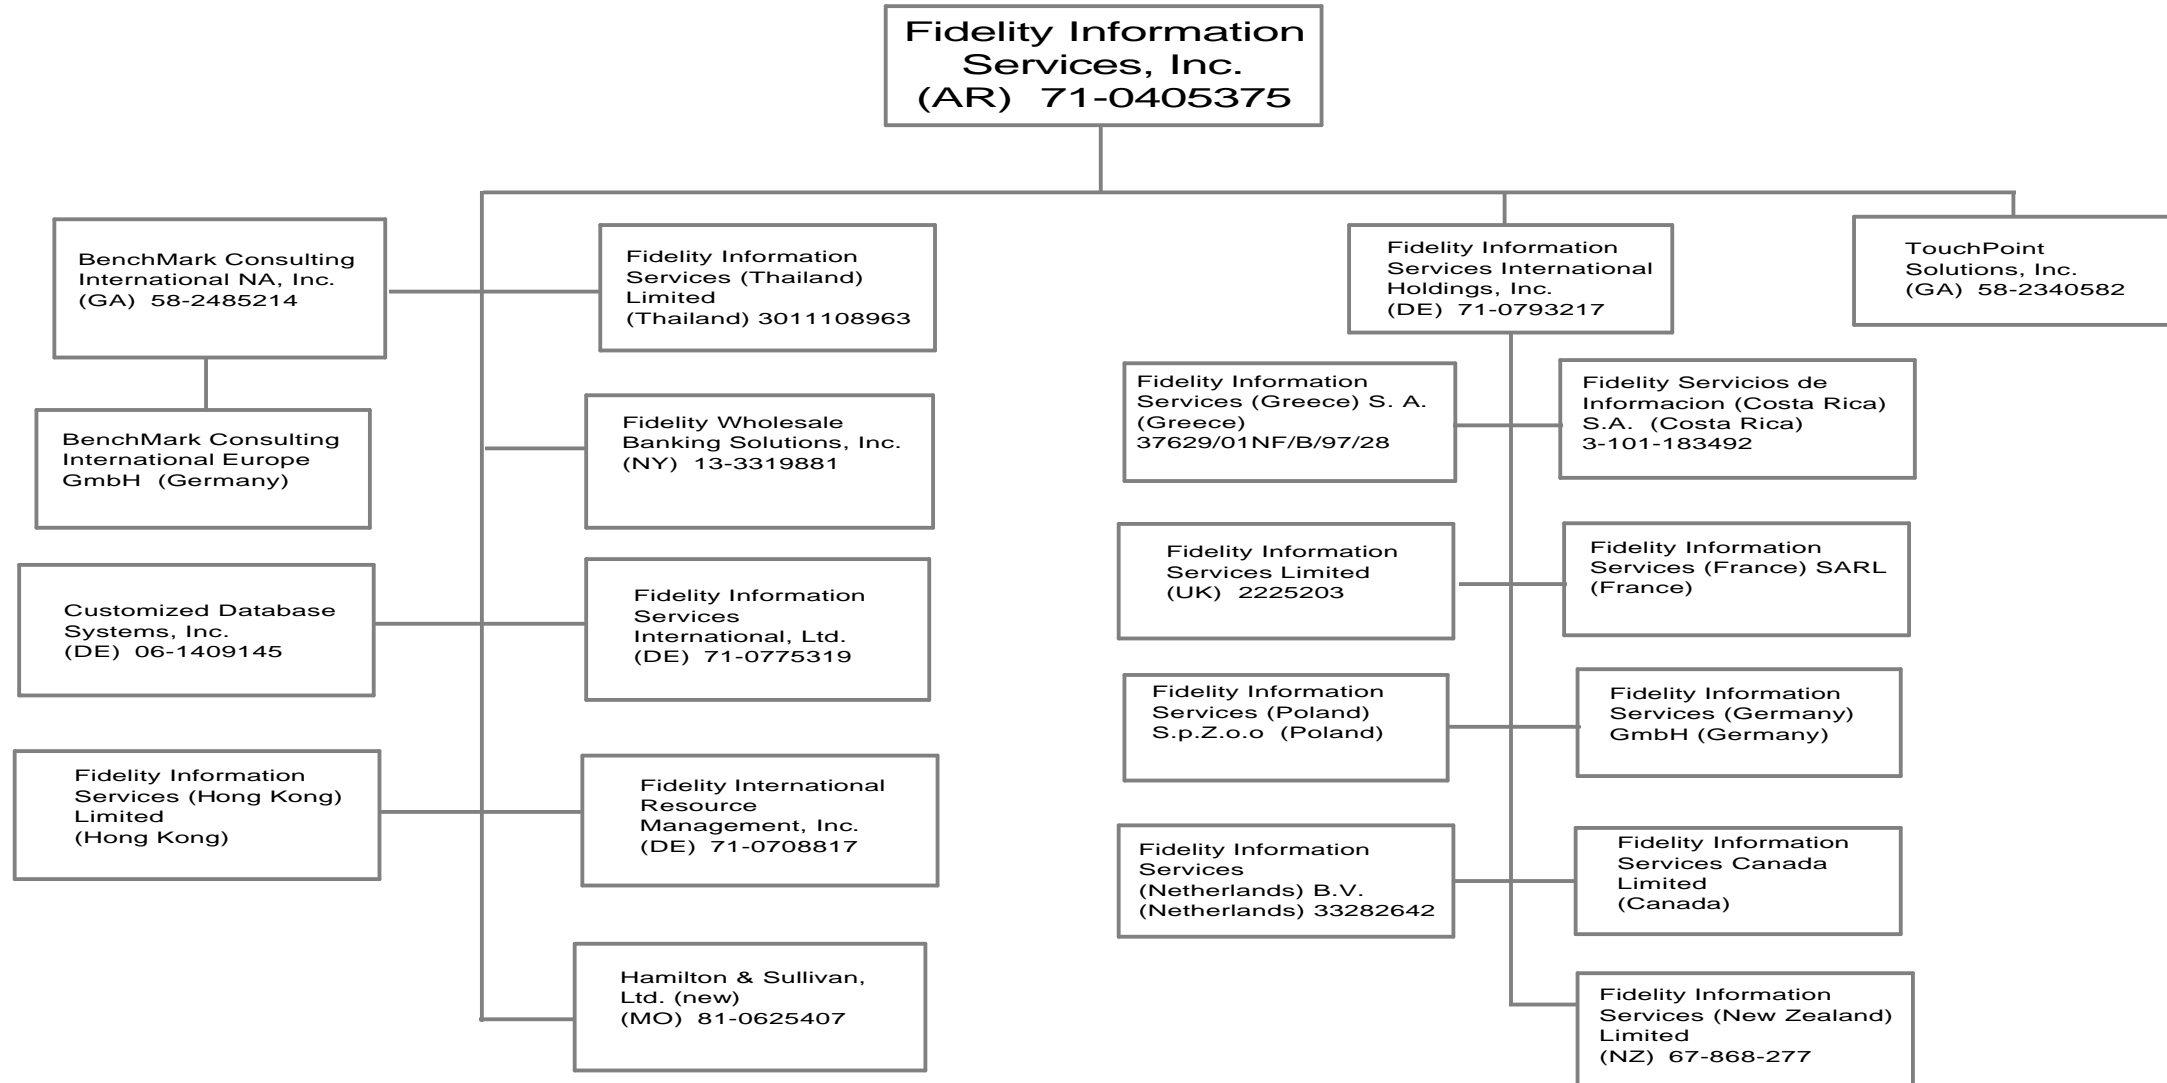 Fidelity Information
Services, Inc.
(AR) 71-0405375
BenchMark Consulting
International NA, Inc.
(GA) 58-2485214
Fidelity Information
Services (Thailand)
Limited
(Thailand) 3011108963
Fidelity Information
Services International
Holdings, Inc.
(DE) 71-0793217
TouchPoint
Solutions, Inc.
(GA) 58-2340582
BenchMark Consulting
International Europe
GmbH (Germany)
Fidelity Wholesale
Banking Solutions, Inc.
(NY) 13-3319881
Fidelity Information
Services (Greece) S. A.
(Greece)
37629/01NF/B/97/28
Fidelity Servicios de
Informacion (Costa Rica)
S.A. (Costa Rica)
3-101-183492
Customized Database
Systems, Inc.
(DE) 06-1409145
Fidelity Information
Services
International, Ltd.
(DE) 71-0775319
Fidelity Information
Services Limited
(UK) 2225203
Fidelity Information
Services (France) SARL
(France)
Fidelity Information
Services (Poland)
S.p.Z.o.o (Poland)
Fidelity Information
Services (Germany)
GmbH (Germany)
Fidelity Information
Services (Hong Kong)
Limited
(Hong Kong)
Fidelity International
Resource
Management, Inc.
(DE) 71-0708817
Fidelity Information
Services
(Netherlands) B.V.
(Netherlands) 33282642
Fidelity Information
Services Canada
Limited
(Canada)
Hamilton & Sullivan,
Ltd. (new)
(MO) 81-0625407
Fidelity Information
Services (New Zealand)
Limited
(NZ) 67-868-277